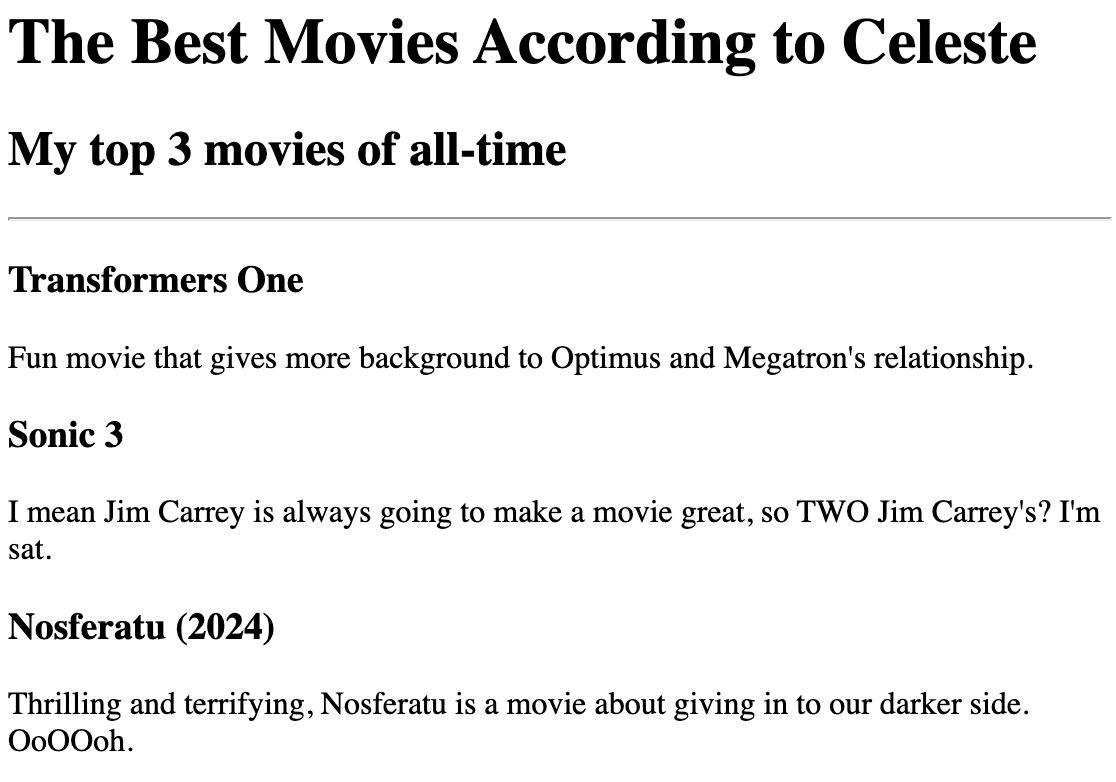 The Best Movies According to Celeste
My top 3 movies of all-time
Transformers One
Fun movie that gives more background to Optimus and Megatron's relationship.
Sonic 3
I mean Jim Carrey is always going to make a movie great, so TWO Jim Carrey's? I'm
sat.
Nosferatu (2024)
Thrilling and terrifying, Nosferatu is a movie about giving in to our darker side.
OoOOoh.